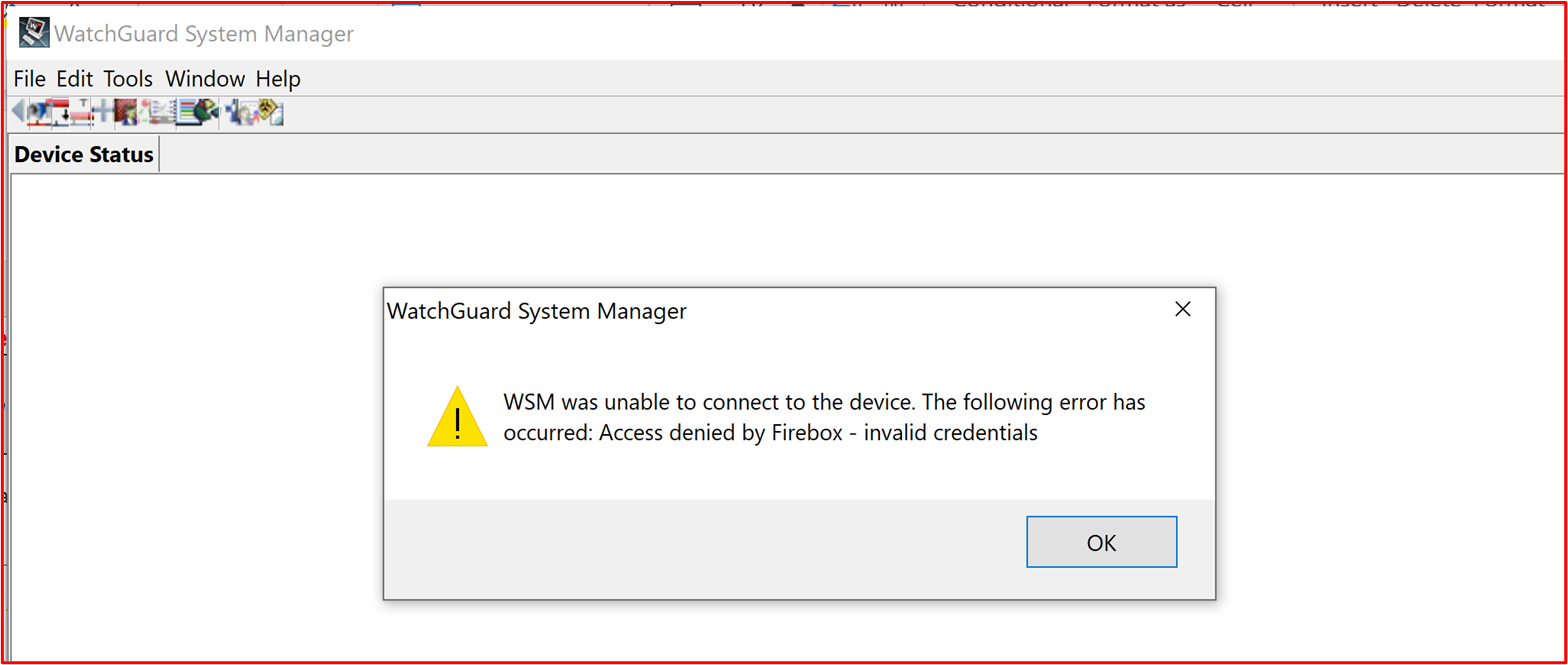 WatchGuard System Manager
File Edit Tools Window Help
Device Status
WatchGuard System Manager
WSM was unable to connect to the device. The following error has
occurred: Access denied by Firebox - invalid credentials
OK